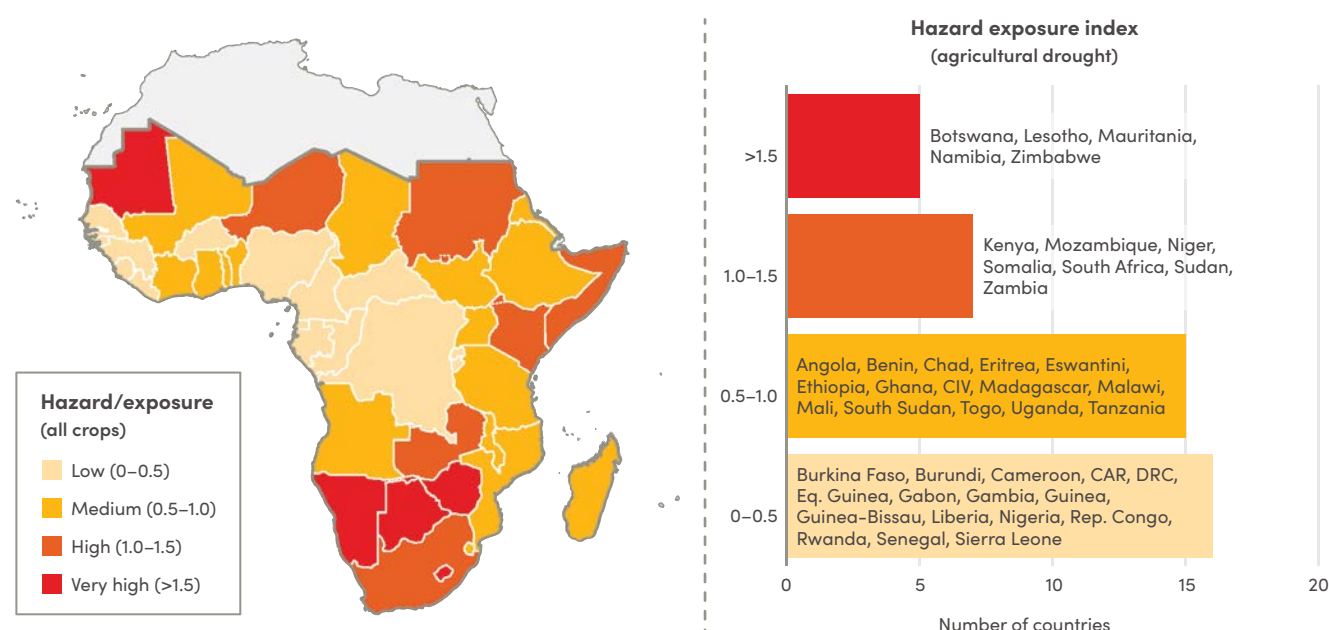 Hazard/exposure
(all crops)
Low (0–0.5)
Medium (0.5–1.0)
High (1.0–1.5)
Very high (>1.5)
Hazard exposure index
(agricultural drought)
>1.5
Botswana, Lesotho, Mauritania,
Namibia, Zimbabwe
1.0–1.5
Kenya, Mozambique, Niger,
Somalia, South Africa, Sudan,
Zambia
0.5–1.0
Angola, Benin, Chad, Eritrea, Eswantini,
Ethiopia, Ghana, CIV, Madagascar, Malawi,
Mali, South Sudan, Togo, Uganda, Tanzania
0–0.5
Burkina Faso, Burundi, Cameroon, CAR, DRC,
Eq. Guinea, Gabon, Gambia, Guinea,
Guinea-Bissau, Liberia, Nigeria, Rep. Congo,
Rwanda, Senegal, Sierra Leone
0 5 10 15 20
Number of countries